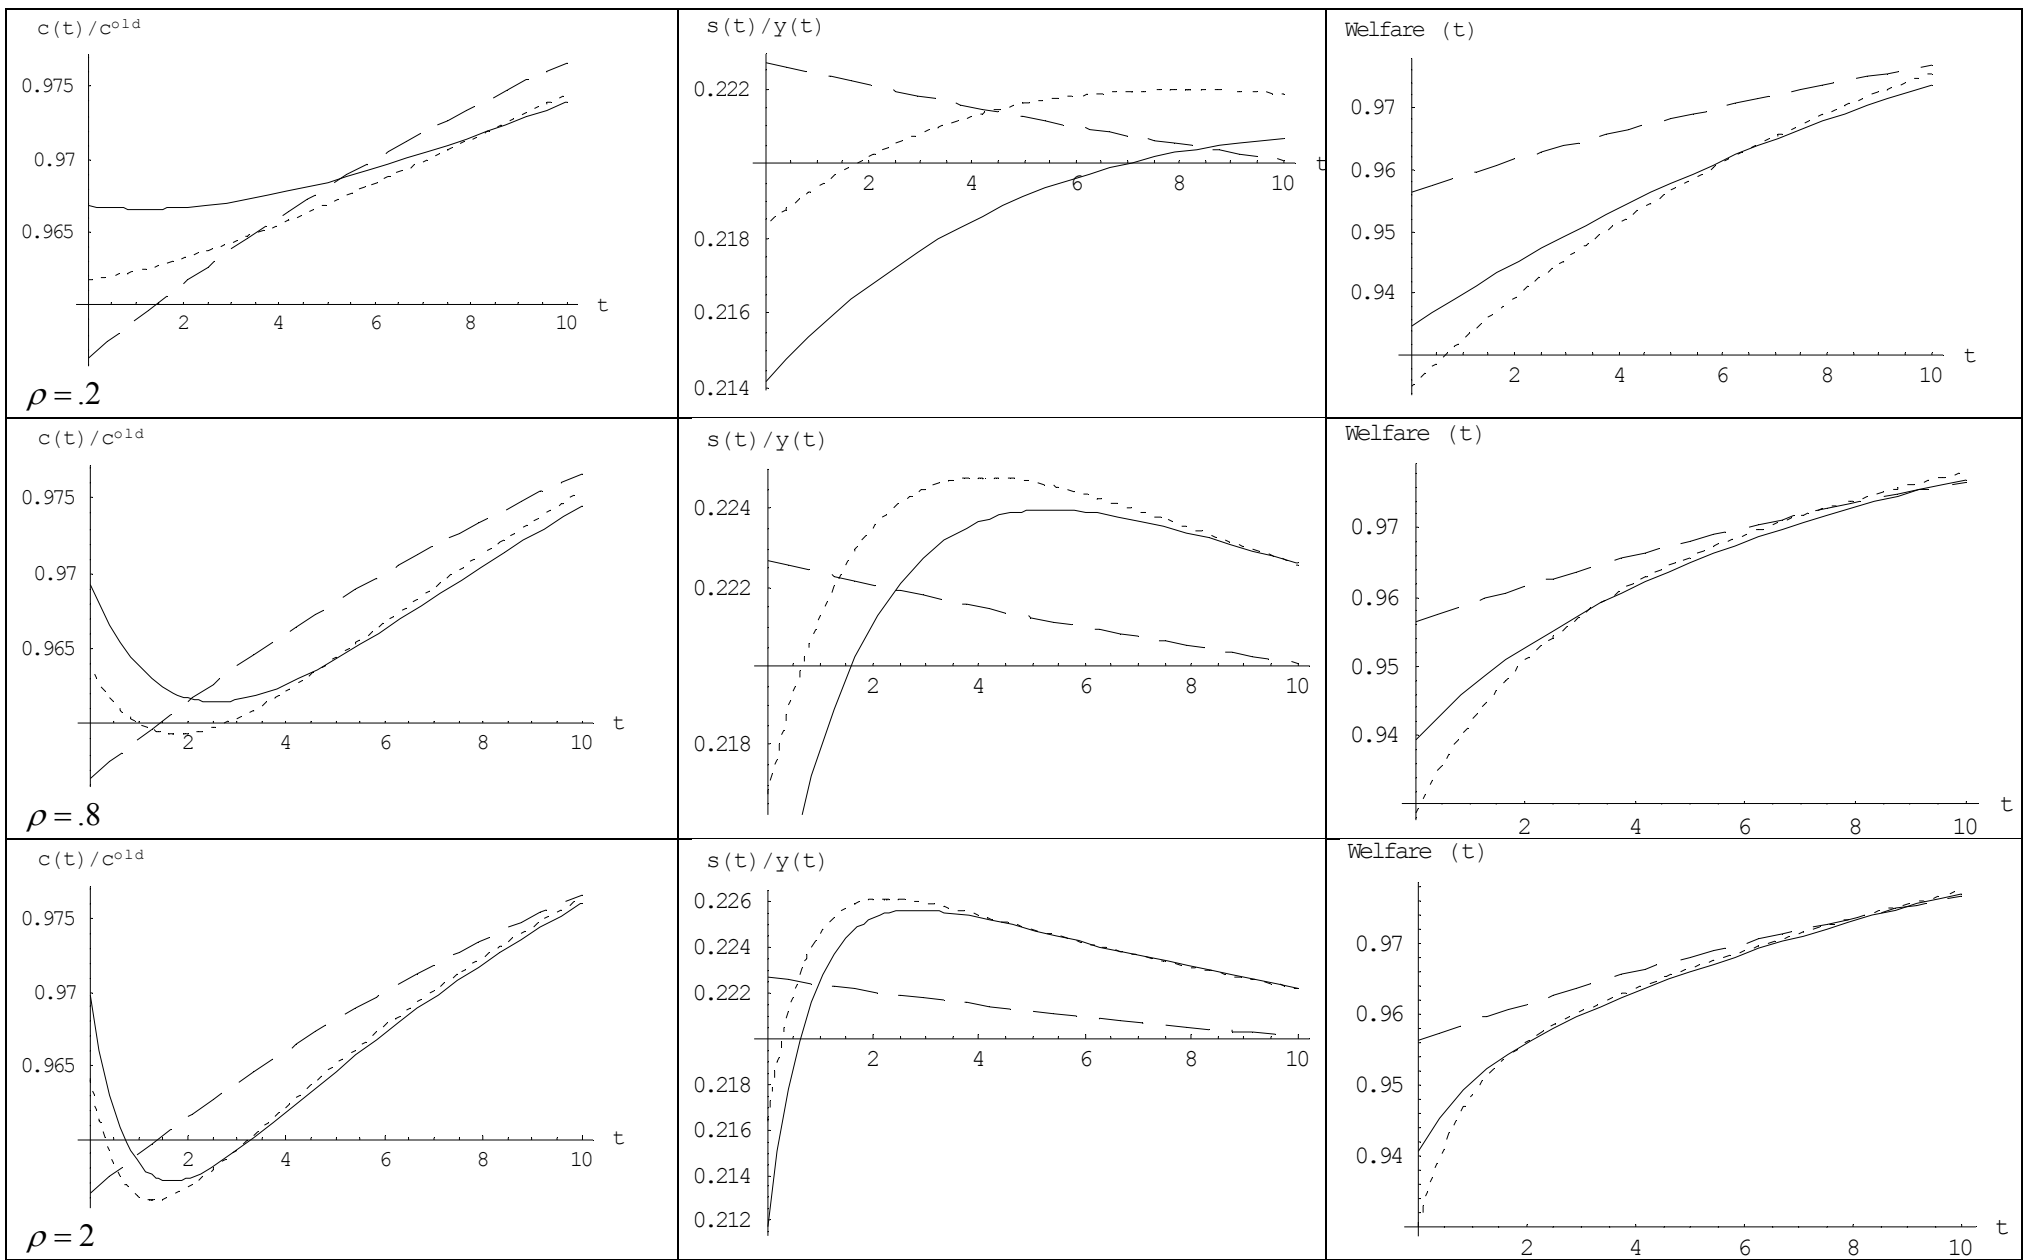 c(t)/c^old
0.975
0.97
0.965
2 4 6 8 10 t
ρ = .2
s(t)/y(t)
0.222
2 4 6 8 10 t
0.218
0.216
0.214
Welfare (t)
0.97
0.96
0.95
0.94
2 4 6 8 10 t
c(t)/c^old
0.975
0.97
0.965
2 4 6 8 10 t
ρ = .8
s(t)/y(t)
0.224
0.222
2 4 6 8 10
0.218
Welfare (t)
0.97
0.96
0.95
0.94
2 4 6 8 10 t
c(t)/c^old
0.975
0.97
0.965
2 4 6 8 10 t
ρ = 2
s(t)/y(t)
0.226
0.224
0.222
2 4 6 8 10
0.218
0.216
0.214
0.212
Welfare (t)
0.97
0.96
0.95
0.94
2 4 6 8 10 t